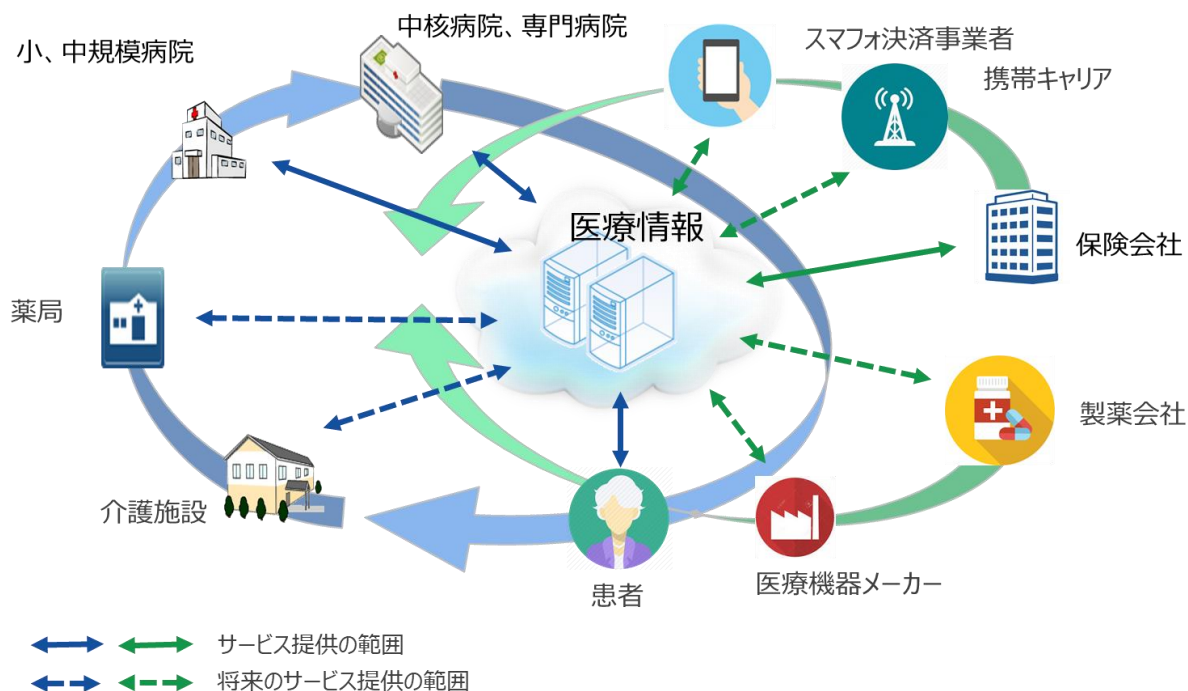 中核病院、専門病院
小、中規模病院
スマフォ決済事業者
携帯キャリア
医療情報
保険会社
薬局
製薬会社
介護施設
医療機器メーカー
患者
サービス提供の範囲
将来のサービス提供の範囲